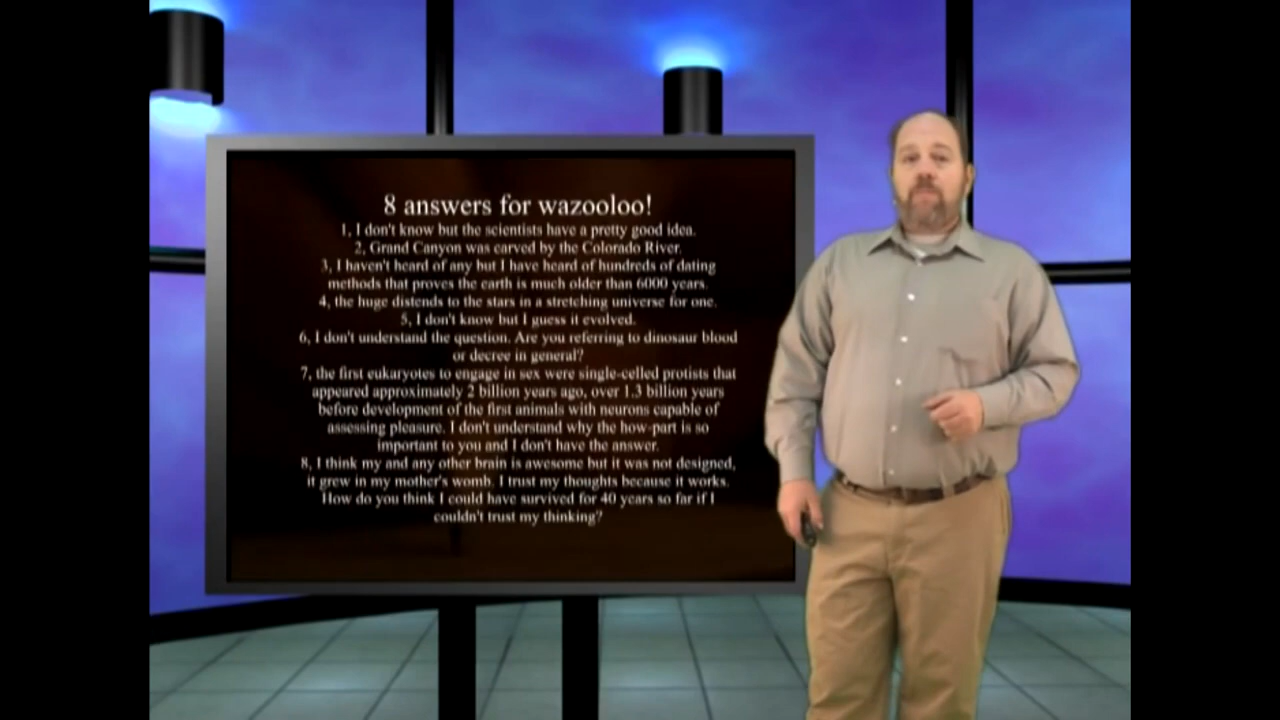 8 answers for wazooloo!
1, I don't know but the scientists have a pretty good idea.
2, Grand Canyon was carved by the Colorado River.
3, I haven't heard of any but I have heard of hundreds of dating
methods that proves the earth is much older than 6000 years.
4, the huge distends to the stars in a stretching universe for one.
5, I don't know but I guess it evolved.
6, I don't understand the question. Are you referring to dinosaur blood
or decree in general?
7, the first eukaryotes to engage in sex were single-celled protists that
appeared approximately 2 billion years ago, over 1.3 billion years
before development of the first animals with neurons capable of
assessing pleasure. I don't understand why the how-part is so
important to you and I don't have the answer.
8, I think my and any other brain is awesome but it was not designed,
it grew in my mother's womb. I trust my thoughts because it works.
How do you think I could have survived for 40 years so far if I
couldn't trust my thinking?